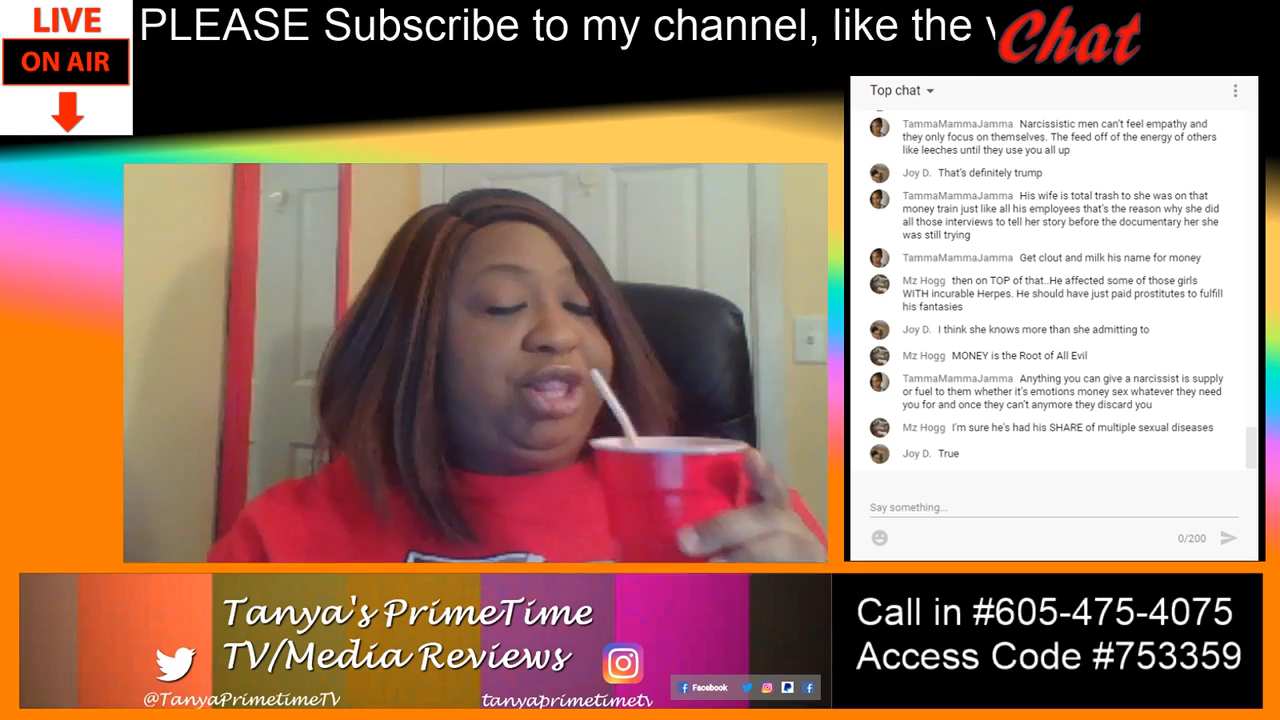 LIVE
ON AIR
PLEASE Subscribe to my channel, like the v
Chat
Top chat
TammaMammaJamma Narcissistic men can't feel empathy and
they only focus on themselves. The feed off of the energy of others
like leeches until they use you all up
Joy D. That's definitely trump
TammaMammaJamma His wife is total trash to she was on that
money train just like all his employees that's the reason why she did
all those interviews to tell her story before the documentary her she
was still trying
TammaMammaJamma Get clout and milk his name for money
Mz Hogg then on TOP of that..He affected some of those girls
WITH incurable Herpes. He should have just paid prostitutes to fulfill
his fantasies
Joy D. I think she knows more than she admitting to
Mz Hogg MONEY is the Root of All Evil
TammaMammaJamma Anything you can give a narcissist is supply
or fuel to them whether it's emotions money sex whatever they need
you for and once they can't anymore they discard you
Mz Hogg I'm sure he's had his SHARE of multiple sexual diseases
Joy D. True
Say something...
0/200
Tanya's PrimeTime
TV/Media Reviews
@TanyaPrimetimeTV
tanyaprimetimetv
Facebook
Call in #605-475-4075
Access Code #753359